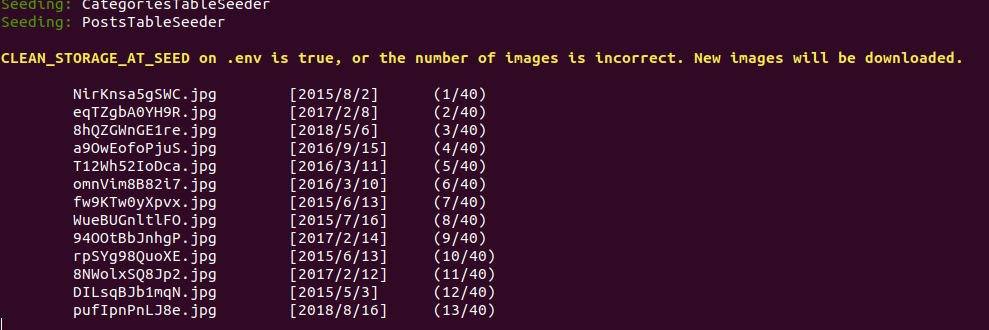 Seeding: CategoriesTableSeeder
Seeding: PostsTableSeeder
CLEAN_STORAGE_AT_SEED on .env is true, or the number of images is incorrect. New images will be downloaded.
NirKnsa5gSWC.jpg [2015/8/2] (1/40)
eqTZgbA0YH9R.jpg [2017/2/8] (2/40)
8hQZGWnGE1re.jpg [2018/5/6] (3/40)
a9OwEofoPjuS.jpg [2016/9/15] (4/40)
T12Wh52IoDca.jpg [2016/3/11] (5/40)
omnVim8B82i7.jpg [2016/3/10] (6/40)
fw9KTw0yXpvx.jpg [2015/6/13] (7/40)
WueBUGnltlFO.jpg [2015/7/16] (8/40)
94OOtBbJnhgP.jpg [2017/2/14] (9/40)
rpSYg98QuoXE.jpg [2015/6/13] (10/40)
8NWolxSQ8Jp2.jpg [2017/2/12] (11/40)
DILsqBJb1mqN.jpg [2015/5/3] (12/40)
pufIpnPnLJ8e.jpg [2018/8/16] (13/40)